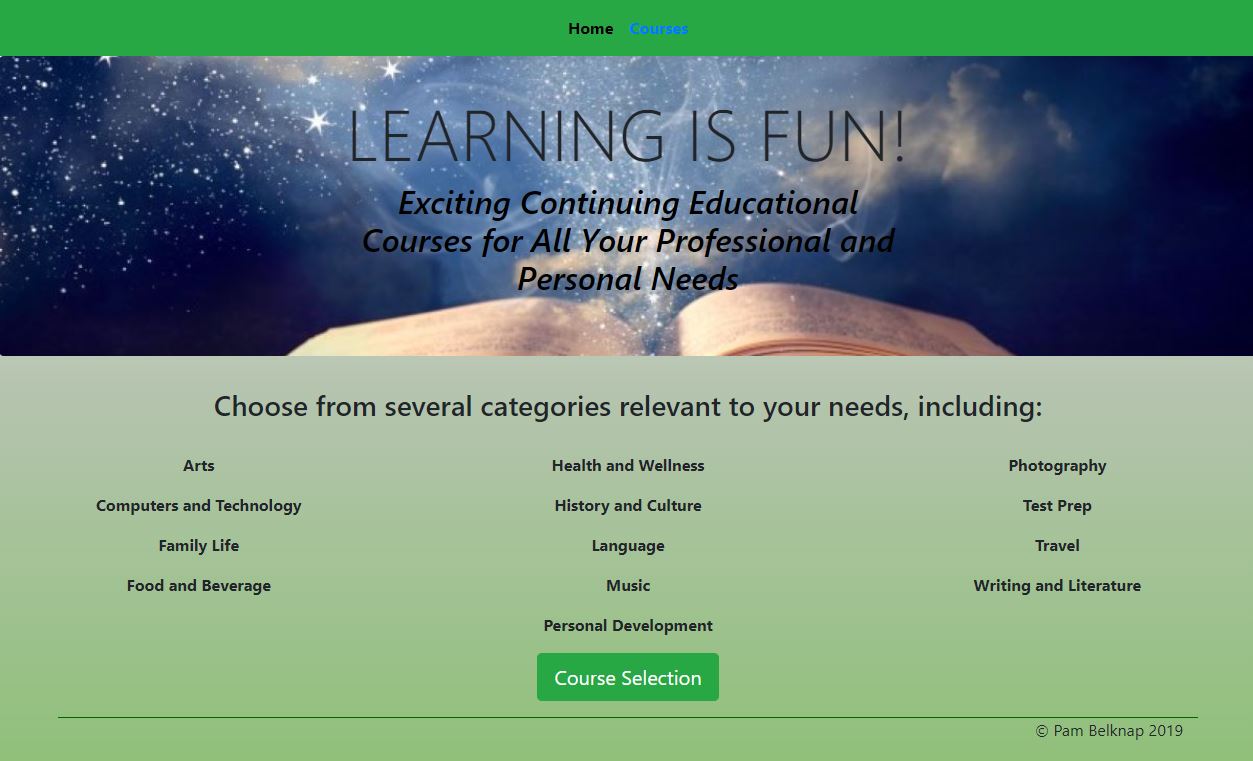 Home Courses
LEARNING IS FUN!
Exciting Continuing Educational
Courses for All Your Professional and
Personal Needs
Choose from several categories relevant to your needs, including:
Arts
Computers and Technology
Family Life
Food and Beverage
Health and Wellness
History and Culture
Language
Music
Personal Development
Photography
Test Prep
Travel
Writing and Literature
Course Selection
© Pam Belknap 2019